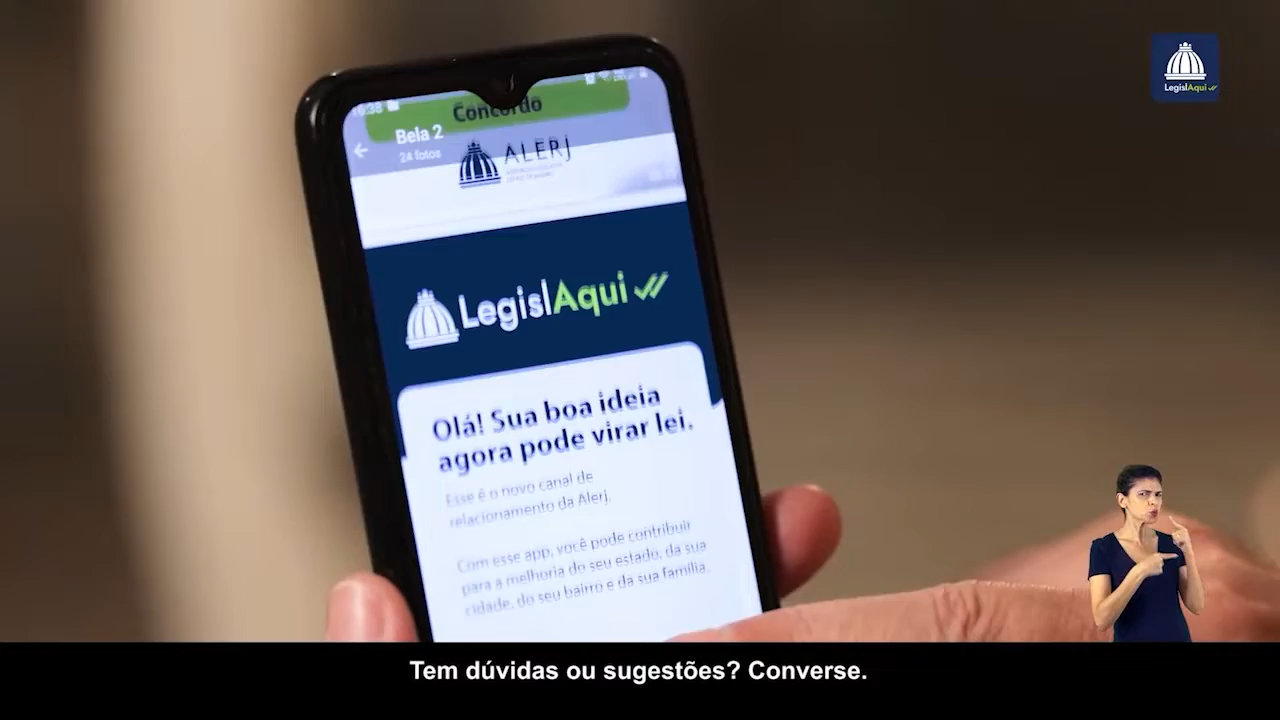 LegislAqui
16:38
Concordo
Bela 2
24 fotos
ALERJ
LegislAqui
Olá! Sua boa ideia
agora pode virar lei.
Esse é o novo canal de
relacionamento da Alerj.
Com esse app, você pode contribuir
para a melhoria do seu estado, da sua
cidade, do seu bairro e da sua família.
Tem dúvidas ou sugestões? Converse.